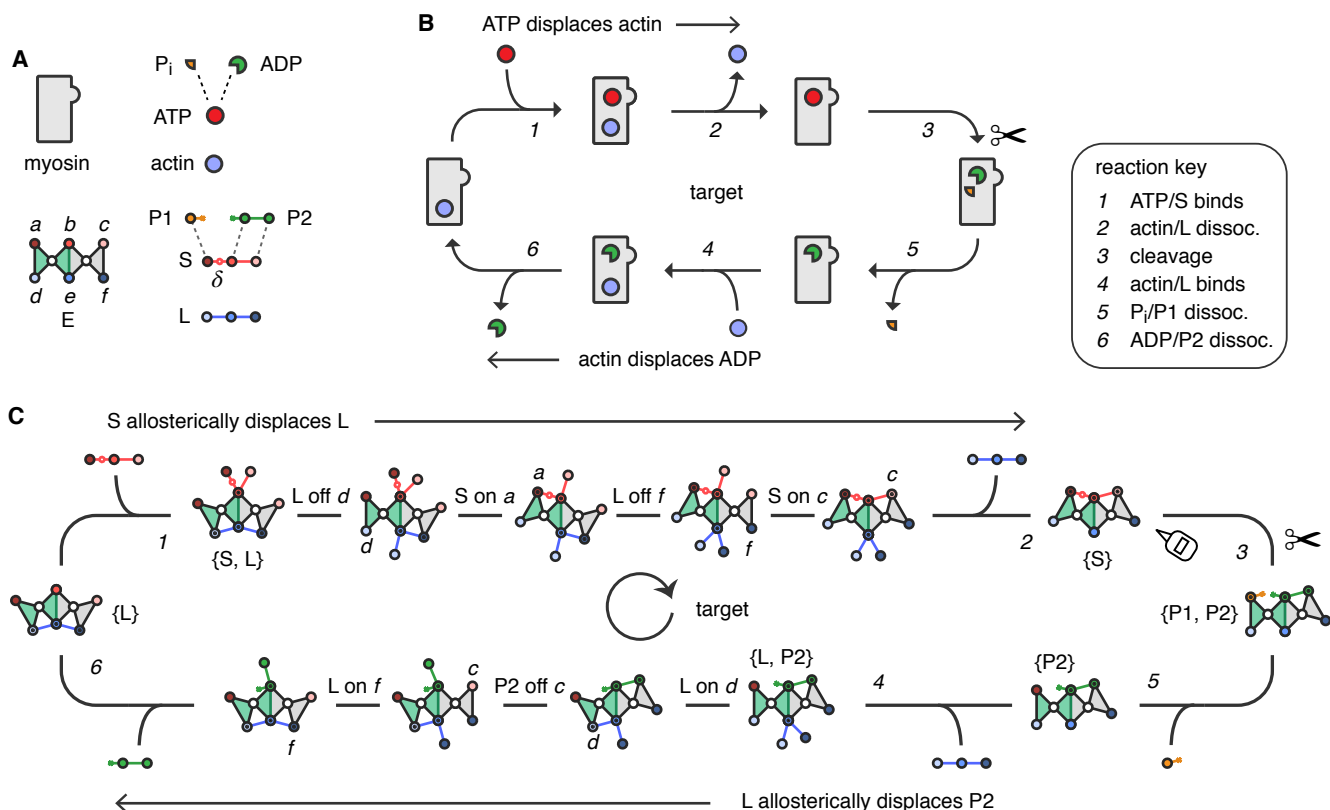 A
P i
ADP
ATP
myosin
actin
a b c
d e f
E
P1 P2
S
δ
L
B
ATP displaces actin
1
2
3
target
6
4
5
actin displaces ADP
reaction key
1 ATP/S binds
2 actin/L dissoc.
3 cleavage
4 actin/L binds
5 Pi/P1 dissoc.
6 ADP/P2 dissoc.
C
S allosterically displaces L
1
{S, L}
L off d
d
S on a
a
L off f
f
S on c
c
2
{S}
3
{L}
target
{P1, P2}
6
f
L on f
c
P2 off c
d
L on d
{L, P2}
4
{P2}
5
L allosterically displaces P2